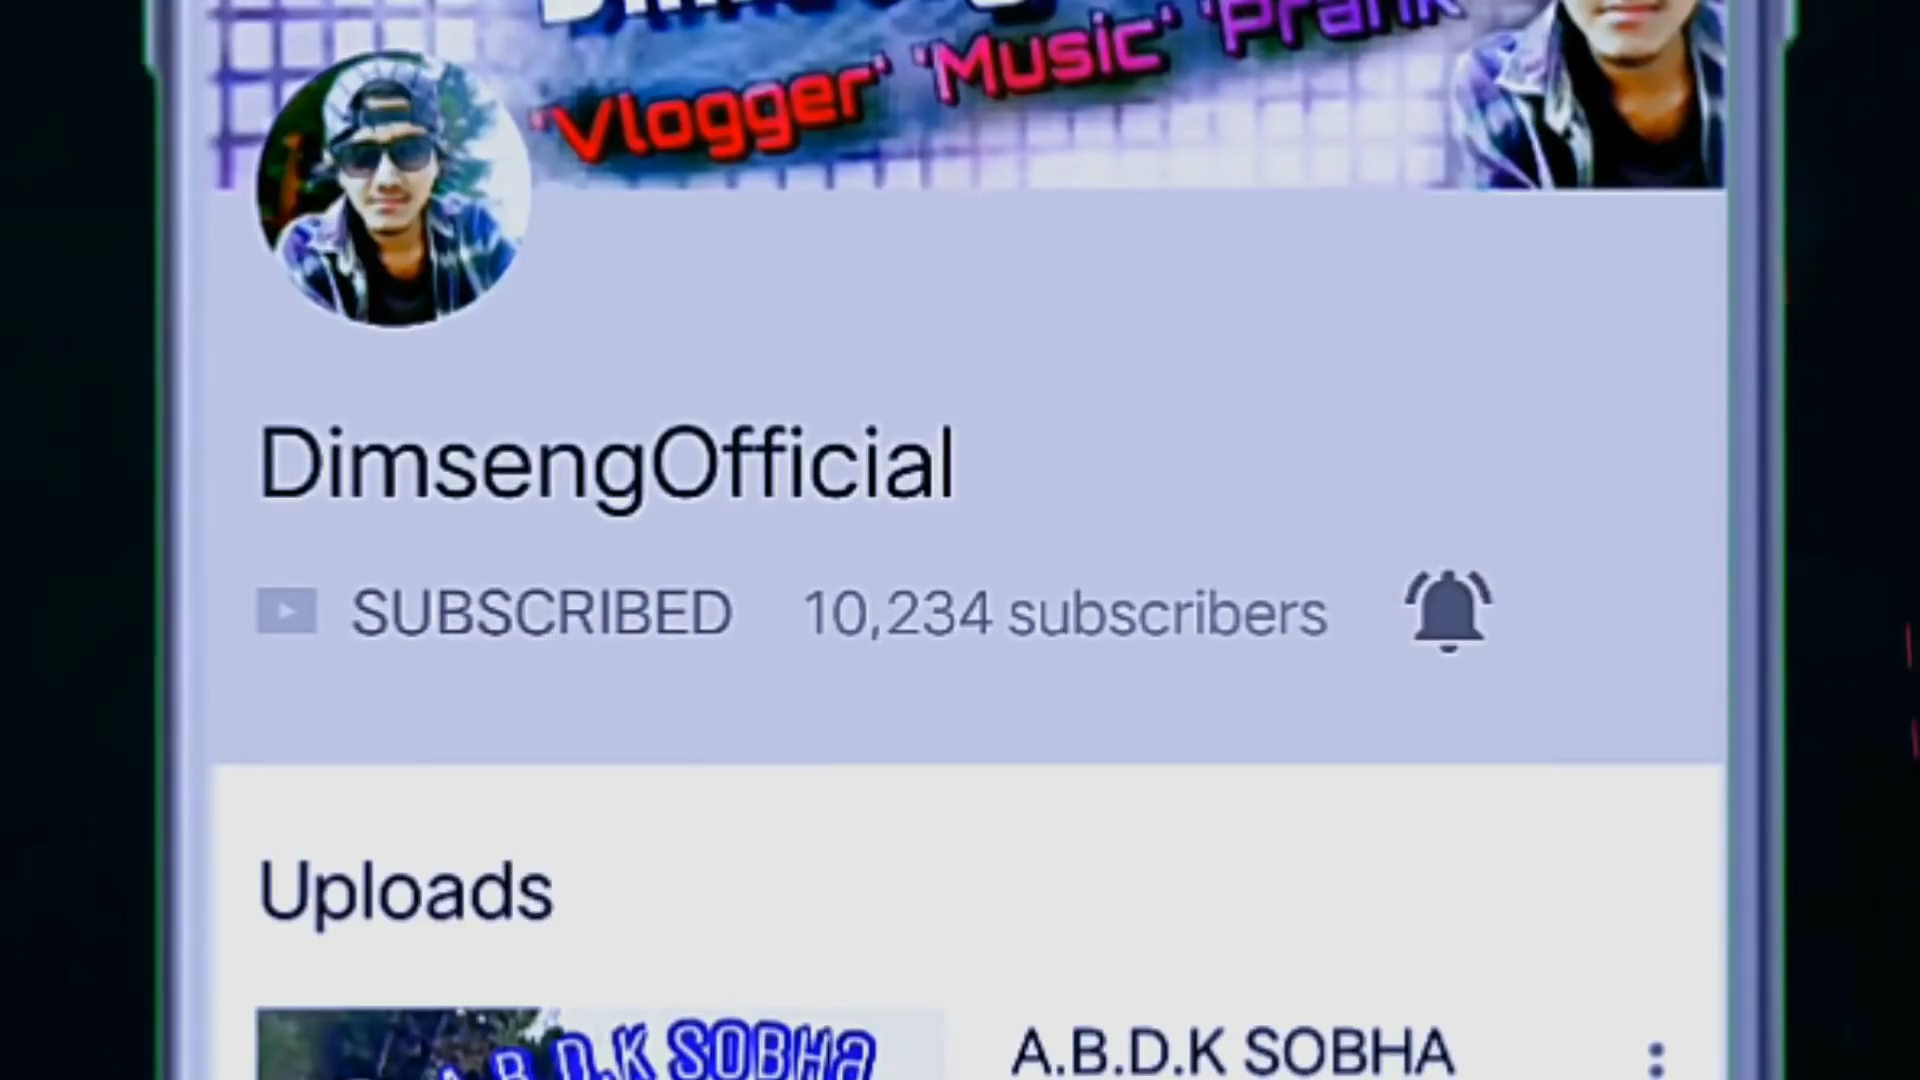 'Vlogger' 'Music' 'Prank
DimsengOfficial
SUBSCRIBED 10,234 subscribers
Uploads
A.B.D.K SOBHA
A.B.D.K SOBHA